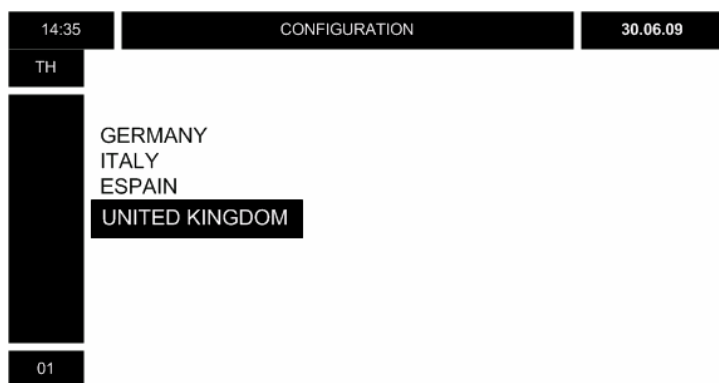 14:35 CONFIGURATION 30.06.09
TH
GERMANY
ITALY
ESPAIN
UNITED KINGDOM
01